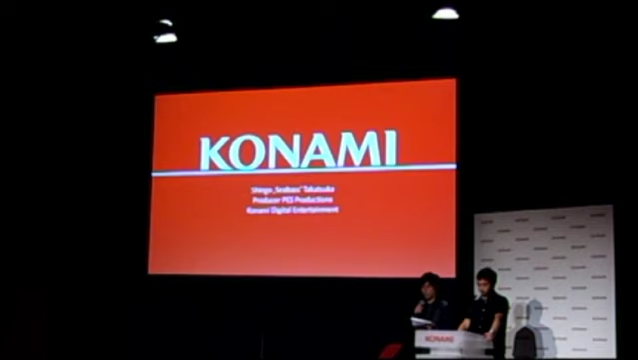 KONAMI
Shingo „Seabass" Takatsuka
Producer PES Productions
Konami Digital Entertainment
KONAMI